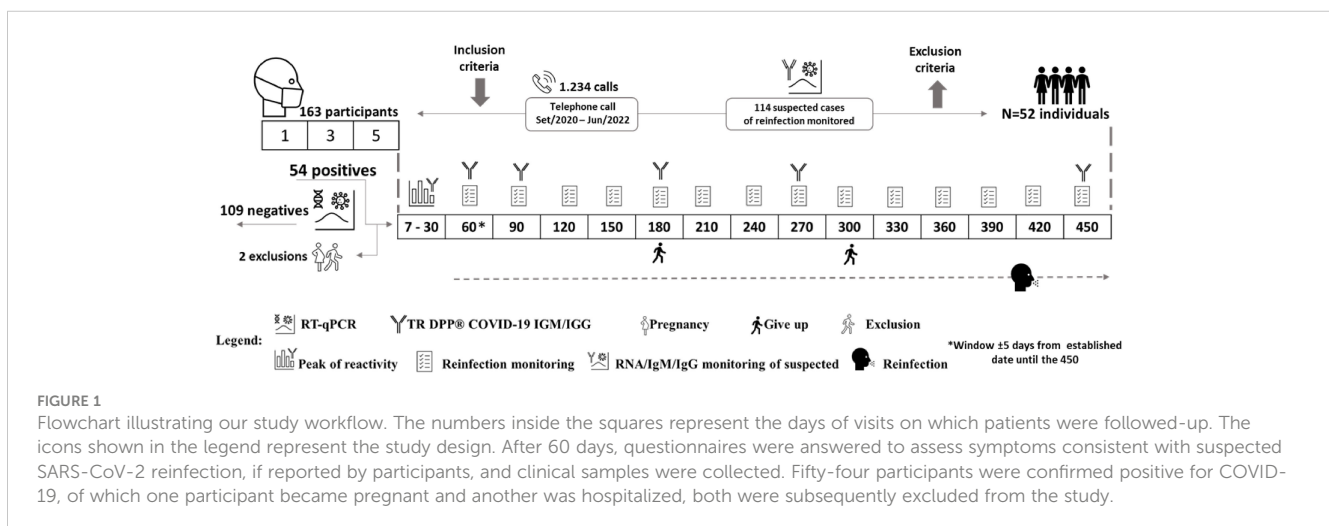 Inclusion
criteria
1.234 calls
Telephone call
Set/2020 – Jun/2022
114 suspected cases
of reinfection monitored
Exclusion
criteria
163 participants
1 3 5
N=52 individuals
54 positives
109 negatives
2 exclusions
7 - 30 60* 90 120 150 180 210 240 270 300 330 360 390 420 450
Legend:
RT-qPCR TR DPP® COVID-19 IGM/IGG Pregnancy Give up Exclusion
Peak of reactivity Reinfection monitoring RNA/IgM/IgG monitoring of suspected Reinfection
*Window ±5 days from established
date until the 450
FIGURE 1
Flowchart illustrating our study workflow. The numbers inside the squares represent the days of visits on which patients were followed-up. The
icons shown in the legend represent the study design. After 60 days, questionnaires were answered to assess symptoms consistent with suspected
SARS-CoV-2 reinfection, if reported by participants, and clinical samples were collected. Fifty-four participants were confirmed positive for COVID-
19, of which one participant became pregnant and another was hospitalized, both were subsequently excluded from the study.